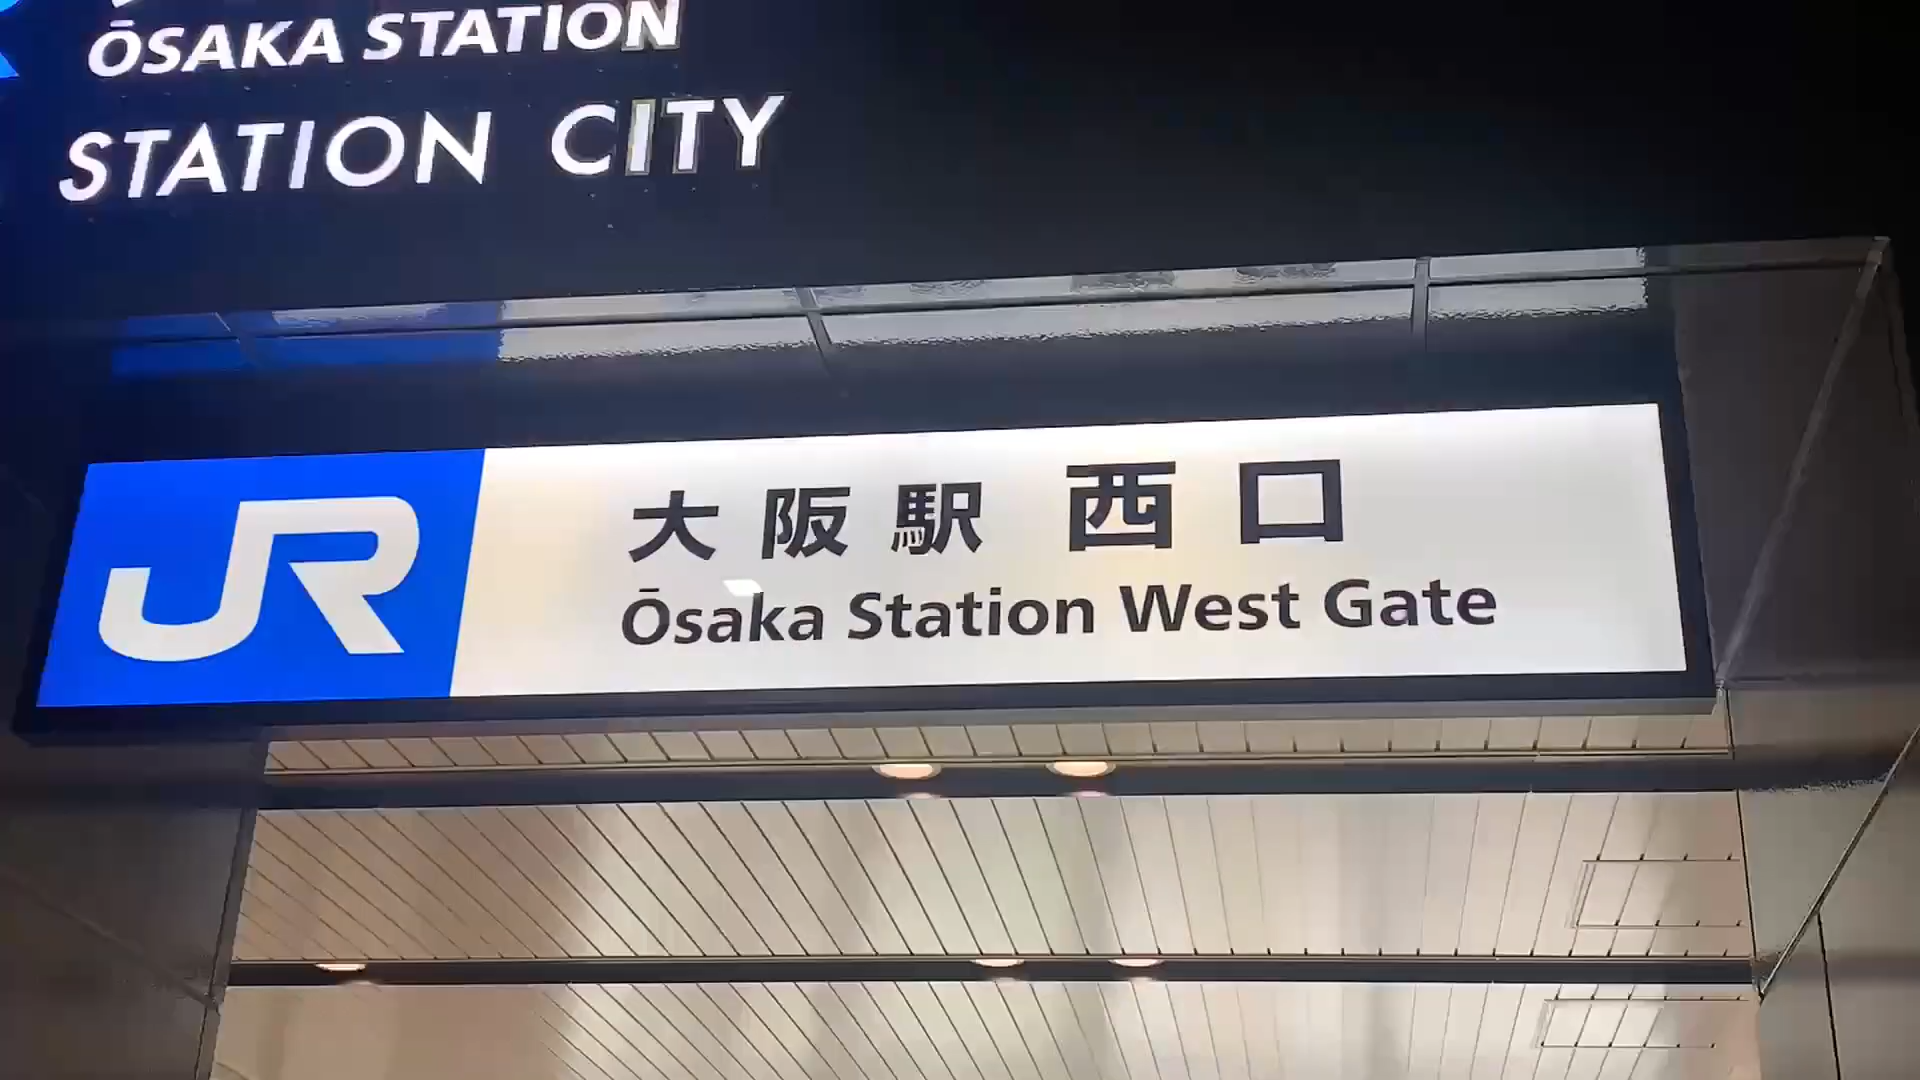 ŌSAKA STATION
STATION CITY
JR
大阪駅 西口
Ōsaka Station West Gate